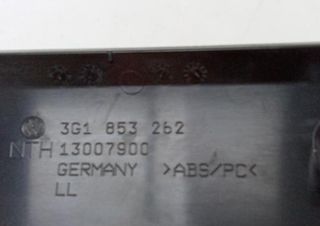 3G1 853 262
NTH 13007900
GERMANY >ABS/PC<
LL